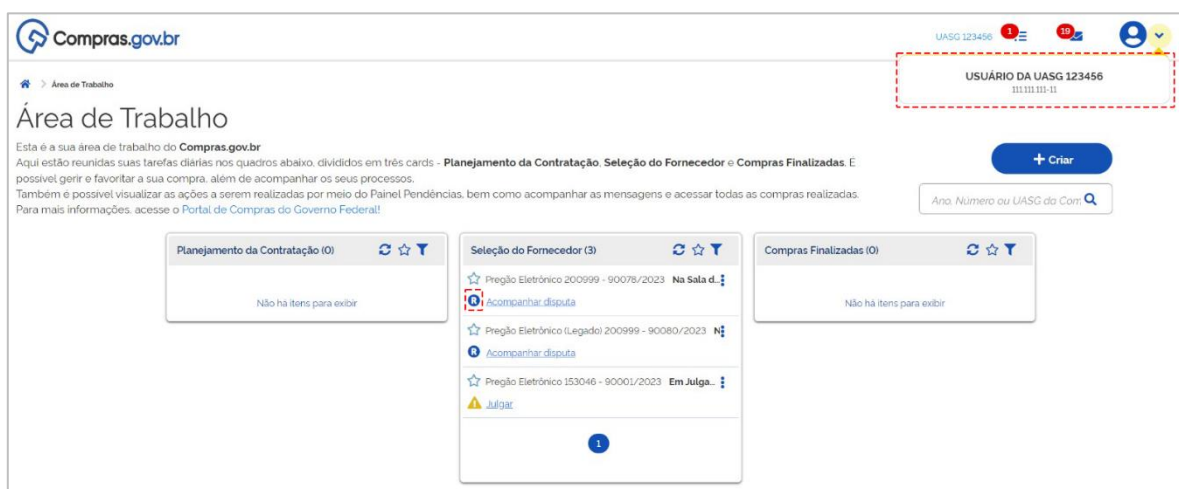 Compras.gov.br
UASG 123456 1 19
USUÁRIO DA UASG 123456
111.111.111-11
Área de Trabalho
Área de Trabalho
Esta é a sua área de trabalho do Compras.gov.br
Aqui estão reunidas suas tarefas diárias nos quadros abaixo, divididos em três cards - Planejamento da Contratação, Seleção do Fornecedor e Compras Finalizadas. É
possível gerir e favoritar a sua compra, além de acompanhar os seus processos.
Também é possível visualizar as ações a serem realizadas por meio do Painel Pendências, bem como acompanhar as mensagens e acessar todas as compras realizadas.
Para mais informações, acesse o Portal de Compras do Governo Federal!
+ Criar
Ano, Número ou UASG da Com
Planejamento da Contratação (0)
Não há itens para exibir
Seleção do Fornecedor (3)
Pregão Eletrônico 200999 - 90078/2023 Na Sala d...
R Acompanhar disputa
Pregão Eletrônico (Legado) 200999 - 90080/2023 N
R Acompanhar disputa
Pregão Eletrônico 153046 - 90001/2023 Em Julga...
Julgar
1
Compras Finalizadas (0)
Não há itens para exibir